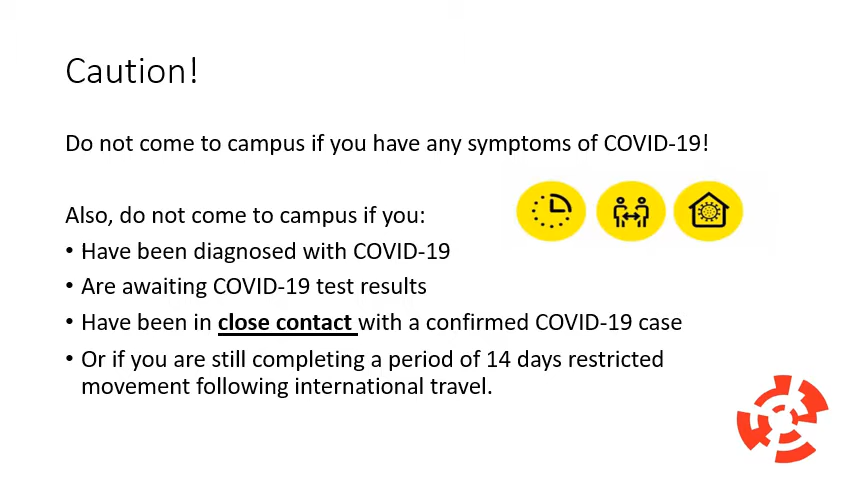 Caution!
Do not come to campus if you have any symptoms of COVID-19!
Also, do not come to campus if you:
• Have been diagnosed with COVID-19
• Are awaiting COVID-19 test results
• Have been in close contact with a confirmed COVID-19 case
• Or if you are still completing a period of 14 days restricted
movement following international travel.